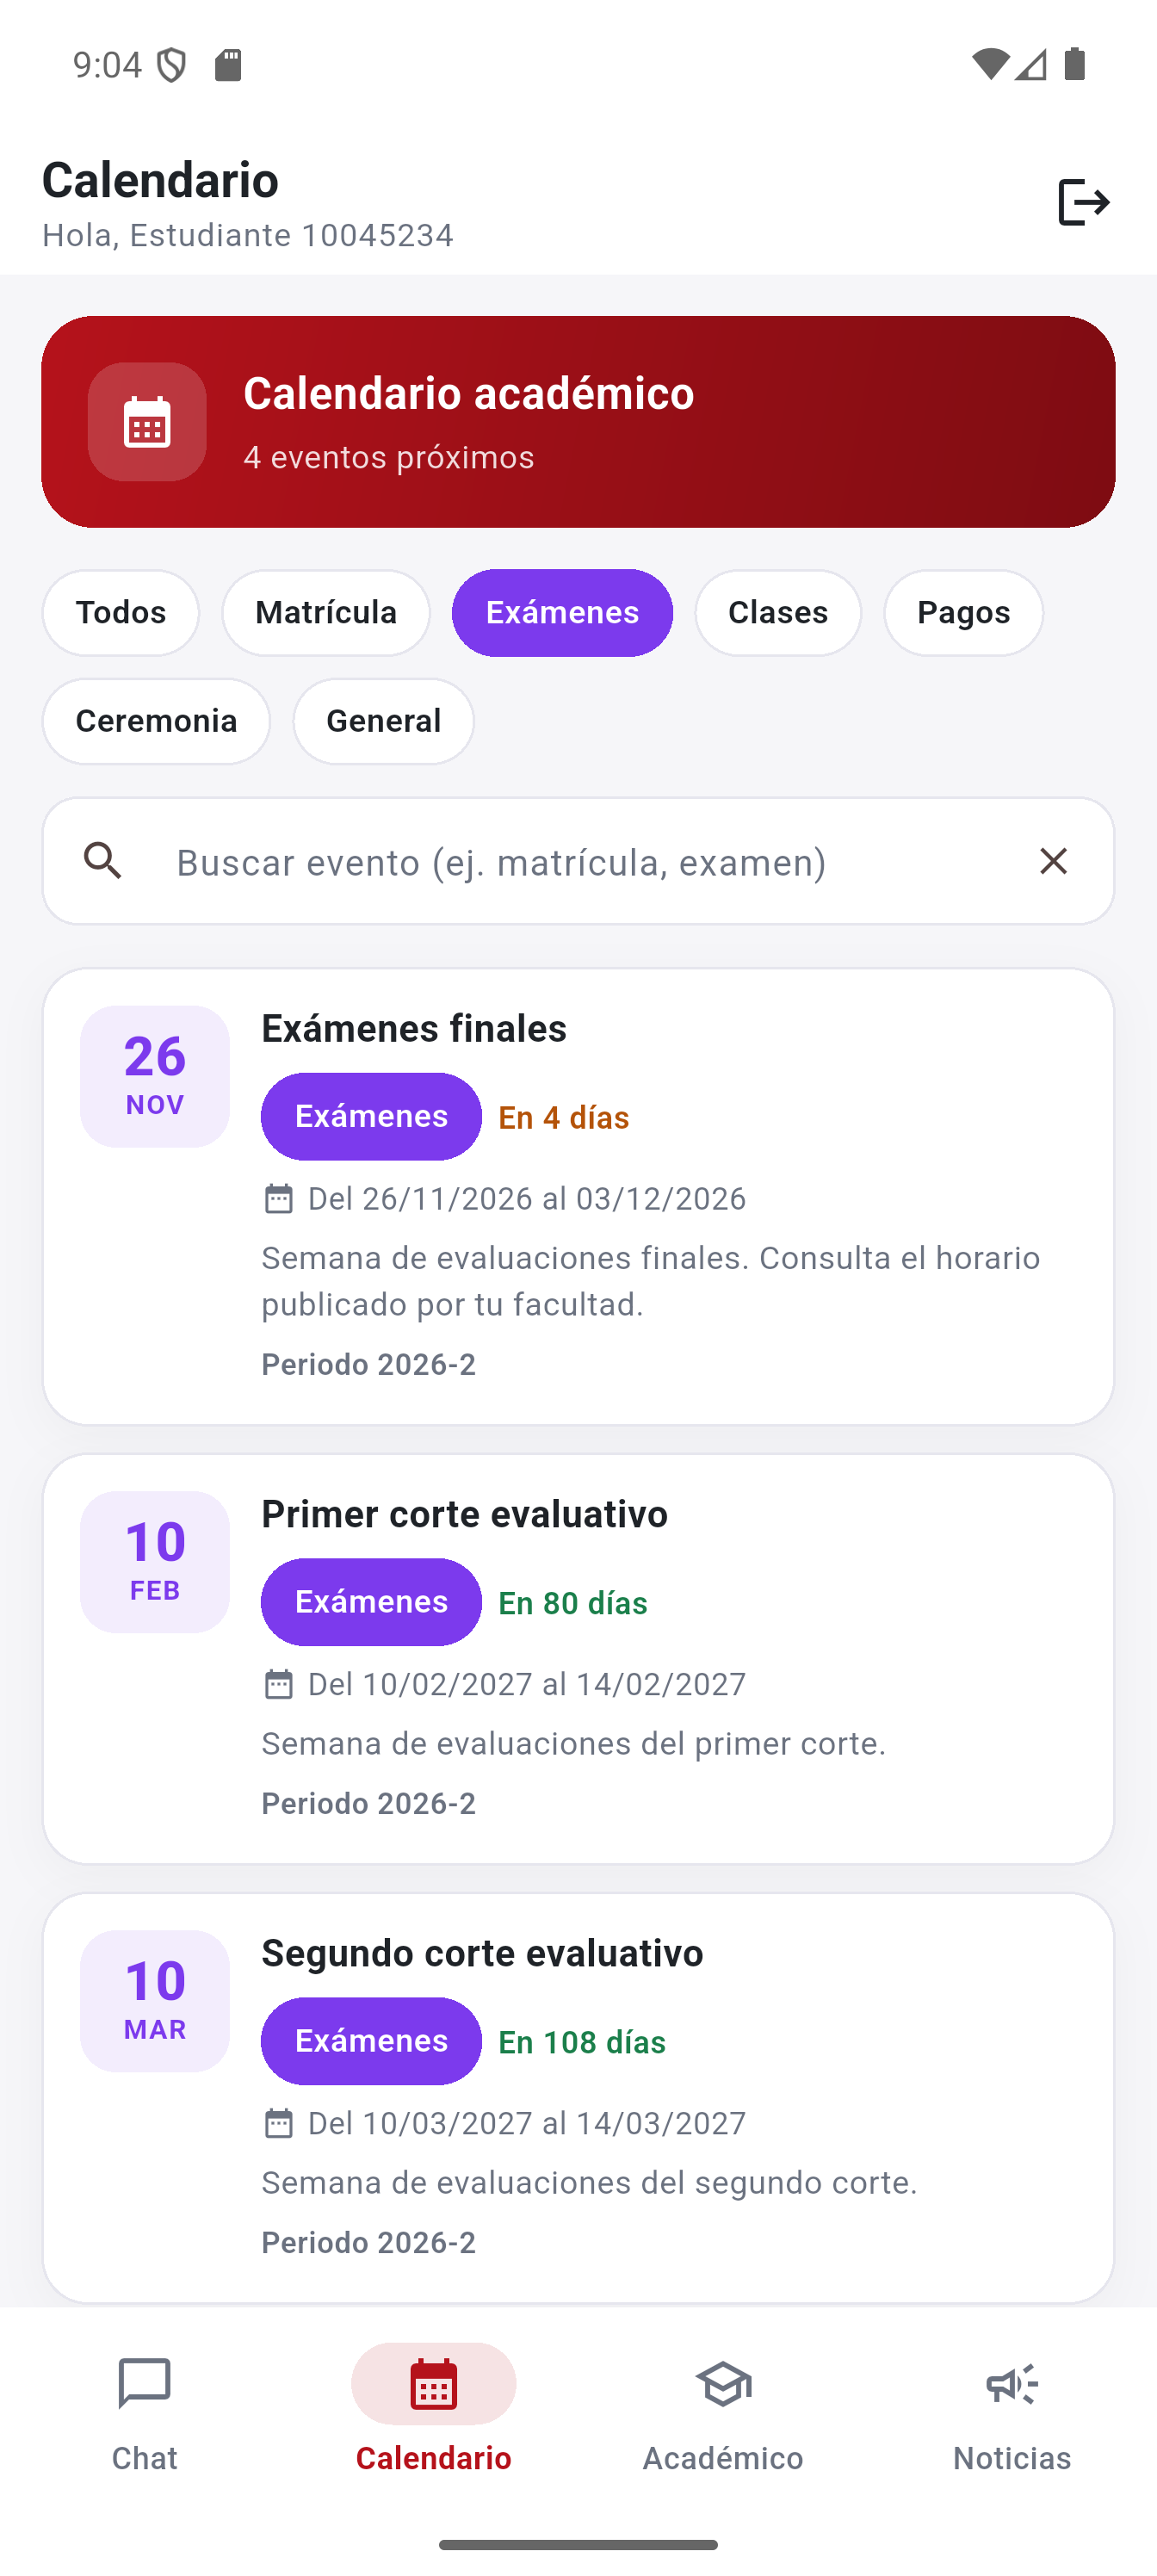 9:04
Calendario
Hola, Estudiante 10045234
Calendario académico
4 eventos próximos
Todos
Matrícula
Exámenes
Clases
Pagos
Ceremonia
General
Buscar evento (ej. matrícula, examen)
26
NOV
Exámenes finales
Exámenes
En 4 días
Del 26/11/2026 al 03/12/2026
Semana de evaluaciones finales. Consulta el horario
publicado por tu facultad.
Periodo 2026-2
10
FEB
Primer corte evaluativo
Exámenes
En 80 días
Del 10/02/2027 al 14/02/2027
Semana de evaluaciones del primer corte.
Periodo 2026-2
10
MAR
Segundo corte evaluativo
Exámenes
En 108 días
Del 10/03/2027 al 14/03/2027
Semana de evaluaciones del segundo corte.
Periodo 2026-2
Chat
Calendario
Académico
Noticias